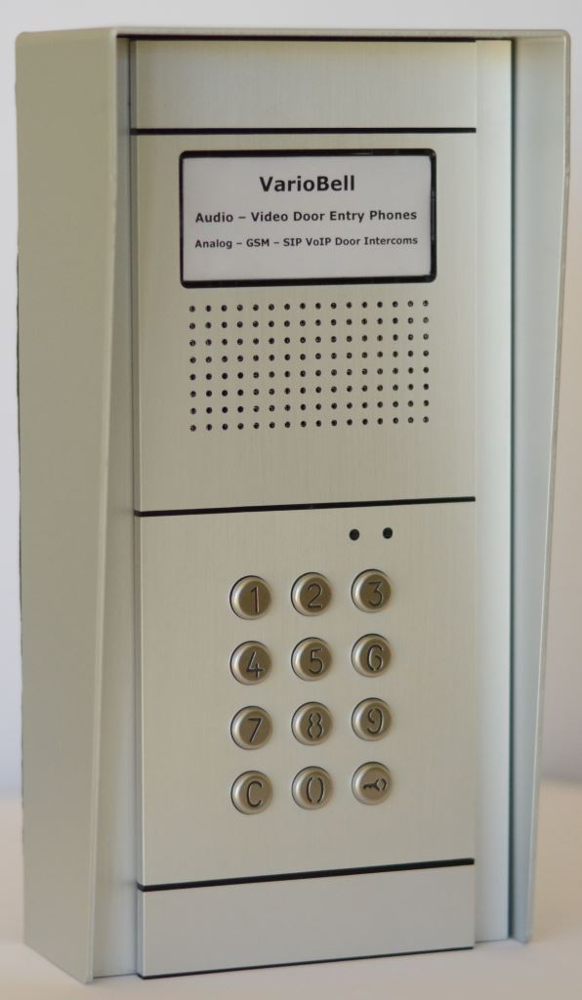 VarioBell
Audio – Video Door Entry Phones
Analog – GSM – SIP VoIP Door Intercoms
1 2 3
4 5 6
7 8 9
C 0